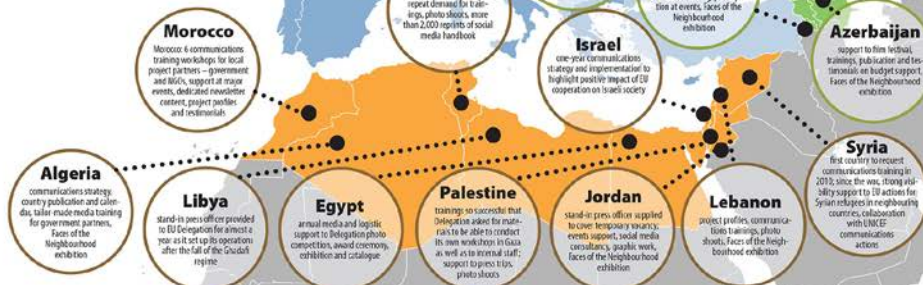 repeat demand for train-
ings, photo shoots, more
than 2,000 reprints of social
media handbook
tion at events, Faces of the
Neighbourhood
exhibition
Morocco
Morocco: 6 communications
training workshops for local
project partners – government
and NGOs, support at major
events, dedicated newsletter
content, project profiles
and testimonials
Israel
one-year communications
strategy and implementation to
highlight positive impact of EU
cooperation on Israeli society
Azerbaijan
support to film festival,
trainings, publication and tes-
timonials on budget support,
Faces of the Neighbourhood
exhibition
Algeria
communications strategy,
country publication and calen-
dar, tailor-made media training
for government partners,
Faces of the
Neighbourhood
exhibition
Libya
stand-in press officer provided
to EU Delegation for almost a
year as it set up its operations
after the fall of the Ghadafi
regime
Egypt
annual media and logistic
support to Delegation photo
competition, award ceremony,
exhibition and catalogue
Palestine
trainings so successful that
Delegation asked for mate-
rials to be able to conduct
its own workshops in Gaza
as well as to internal staff;
support to press trips,
photo shoots
Jordan
stand-in press officer supplied
to cover temporary vacancy,
events support, social media
consultancy, graphic work,
Faces of the Neighbourhood
exhibition
Lebanon
project profiles, communica-
tions trainings, photo
shoots, Faces of the Neigh-
bourhood exhibition
Syria
first country to request
communications training in
2010; since the war, strong visi-
bility support to EU actions for
Syrian refugees in neighbouring
countries, collaboration
with UNICEF
communications
actions